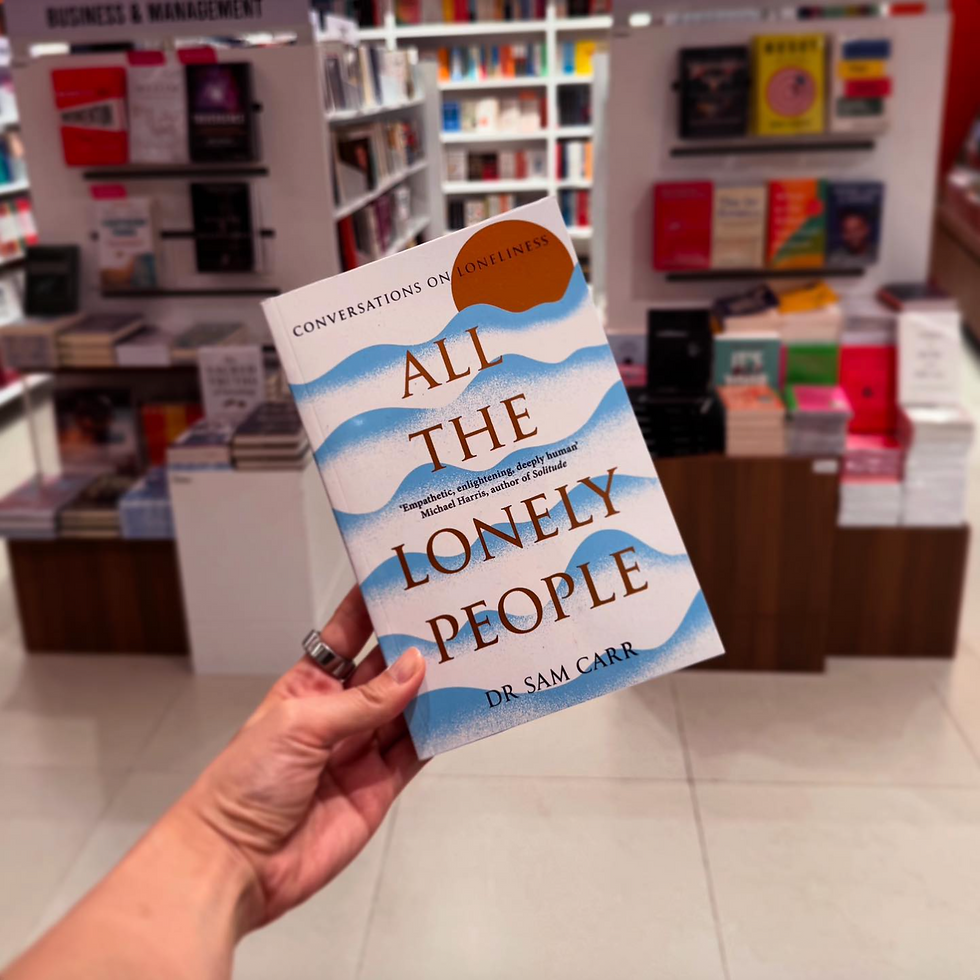 BUSINESS & MANAGEMENT
CONVERSATIONS ON LONELINESS
ALL
THE
'Empathetic, enlightening, deeply human'
Michael Harris, author of Solitude
LONELY
PEOPLE
DR SAM CARR